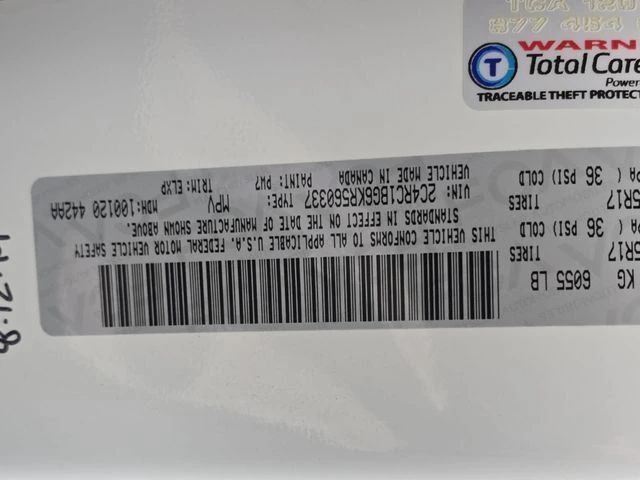 WARN
Total Care
Powe
TRACEABLE THEFT PROTECT
KG 6055 LB
TIRES
5R17
PA( 36 PSI) COLD
TIRES
5R17
PA( 36 PSI) COLD
THIS VEHICLE CONFORMS TO ALL APPLICABLE U.S.A. FEDERAL MOTOR VEHICLE SAFETY
STANDARDS IN EFFECT ON THE DATE OF MANUFACTURE SHOWN ABOVE.
VIN: 2C4RC1BG6KR560337 TYPE: MPV MDH:100120 442AA
VEHICLE MADE IN CANADA PAINT: PW7 TRIM: ELXP